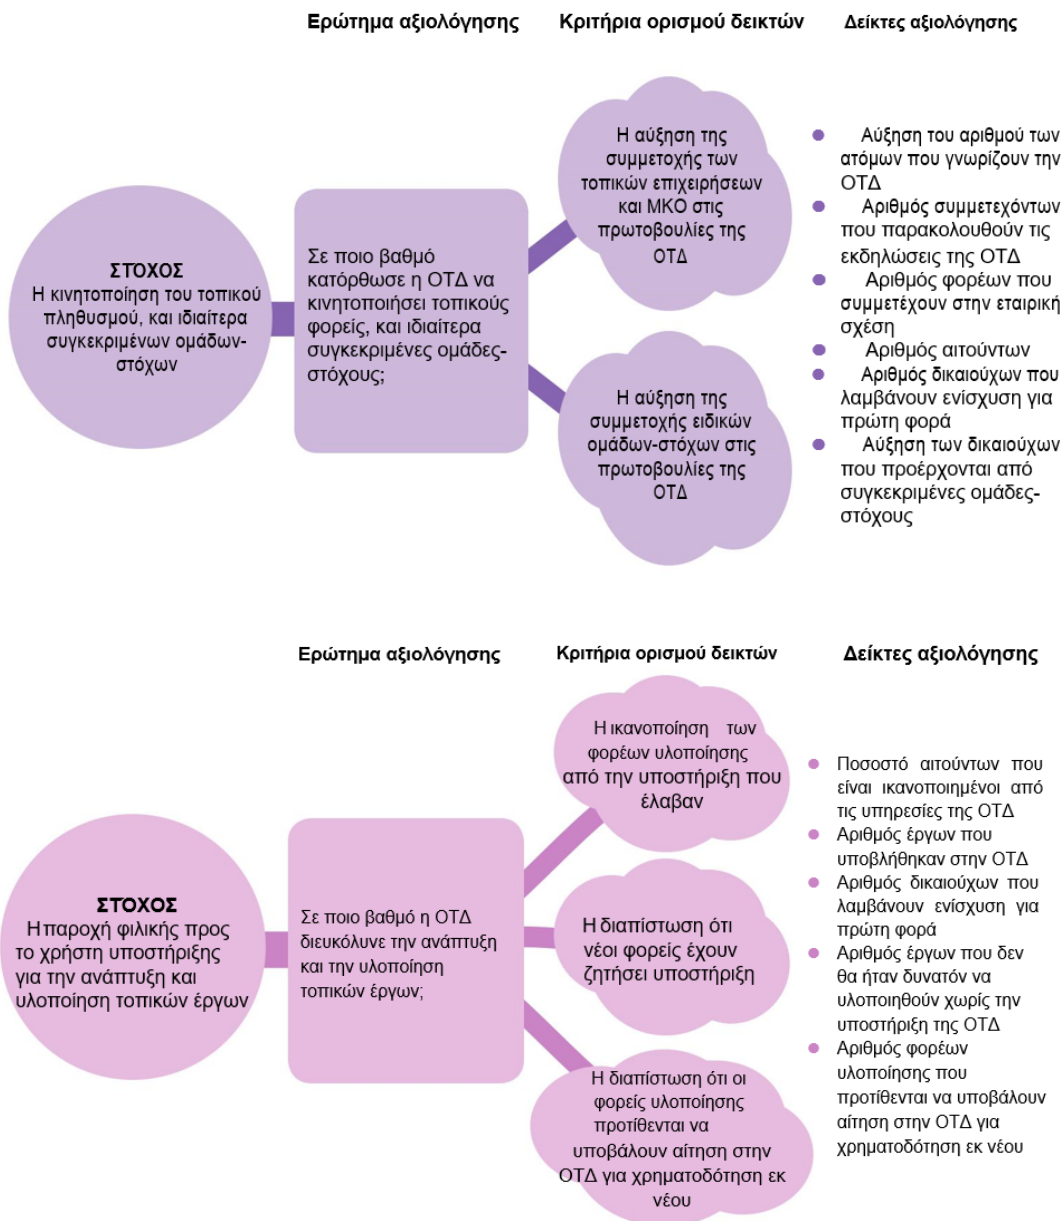 Ερώτημα αξιολόγησης
Κριτήρια ορισμού δεικτών
Δείκτες αξιολόγησης
ΣΤΌΧΟΣ
Η κινητοποίηση του τοπικού
πληθυσμού, και ιδιαίτερα
συγκεκριμένων ομάδων-
στόχων
Σε ποιο βαθμό
κατόρθωσε η ΟΤΔ να
κινητοποιήσει τοπικούς
φορείς, και ιδιαίτερα
συγκεκριμένες ομάδες-
στόχους;
Η αύξηση της
συμμετοχής των
τοπικών επιχειρήσεων
και ΜΚΟ στις
πρωτοβουλίες της
ΟΤΔ
Η αύξηση της
συμμετοχής ειδικών
ομάδων-στόχων στις
πρωτοβουλίες της
ΟΤΔ
● Αύξηση του αριθμού των
ατόμων που γνωρίζουν την
ΟΤΔ
● Αριθμός συμμετεχόντων
που παρακολουθούν τις
εκδηλώσεις της ΟΤΔ
● Αριθμός φορέων που
συμμετέχουν στην εταιρική
σχέση
● Αριθμός αιτούντων
● Αριθμός δικαιούχων που
λαμβάνουν ενίσχυση για
πρώτη φορά
● Αύξηση των δικαιούχων
που προέρχονται από
συγκεκριμένες ομάδες-
στόχους
Ερώτημα αξιολόγησης
Κριτήρια ορισμού δεικτών
Δείκτες αξιολόγησης
ΣΤΌΧΟΣ
Η παροχή φιλικής προς
το χρήστη υποστήριξης
για την ανάπτυξη και
υλοποίηση τοπικών έργων
Σε ποιο βαθμό η ΟΤΔ
διευκόλυνε την ανάπτυξη
και την υλοποίηση
τοπικών έργων;
Η ικανοποίηση των
φορέων υλοποίησης
από την υποστήριξη που
έλαβαν
Η διαπίστωση ότι
νέοι φορείς έχουν
ζητήσει υποστήριξη
Η διαπίστωση ότι οι
φορείς υλοποίησης
προτίθενται να
υποβάλουν αίτηση στην
ΟΤΔ για χρηματοδότηση εκ
νέου
● Ποσοστό αιτούντων που
είναι ικανοποιημένοι από
τις υπηρεσίες της ΟΤΔ
● Αριθμός έργων που
υποβλήθηκαν στην ΟΤΔ
● Αριθμός δικαιούχων που
λαμβάνουν ενίσχυση για
πρώτη φορά
● Αριθμός έργων που δεν
θα ήταν δυνατόν να
υλοποιηθούν χωρίς την
υποστήριξη της ΟΤΔ
● Αριθμός φορέων
υλοποίησης που
προτίθενται να υποβάλουν
αίτηση στην ΟΤΔ για
χρηματοδότηση εκ νέου